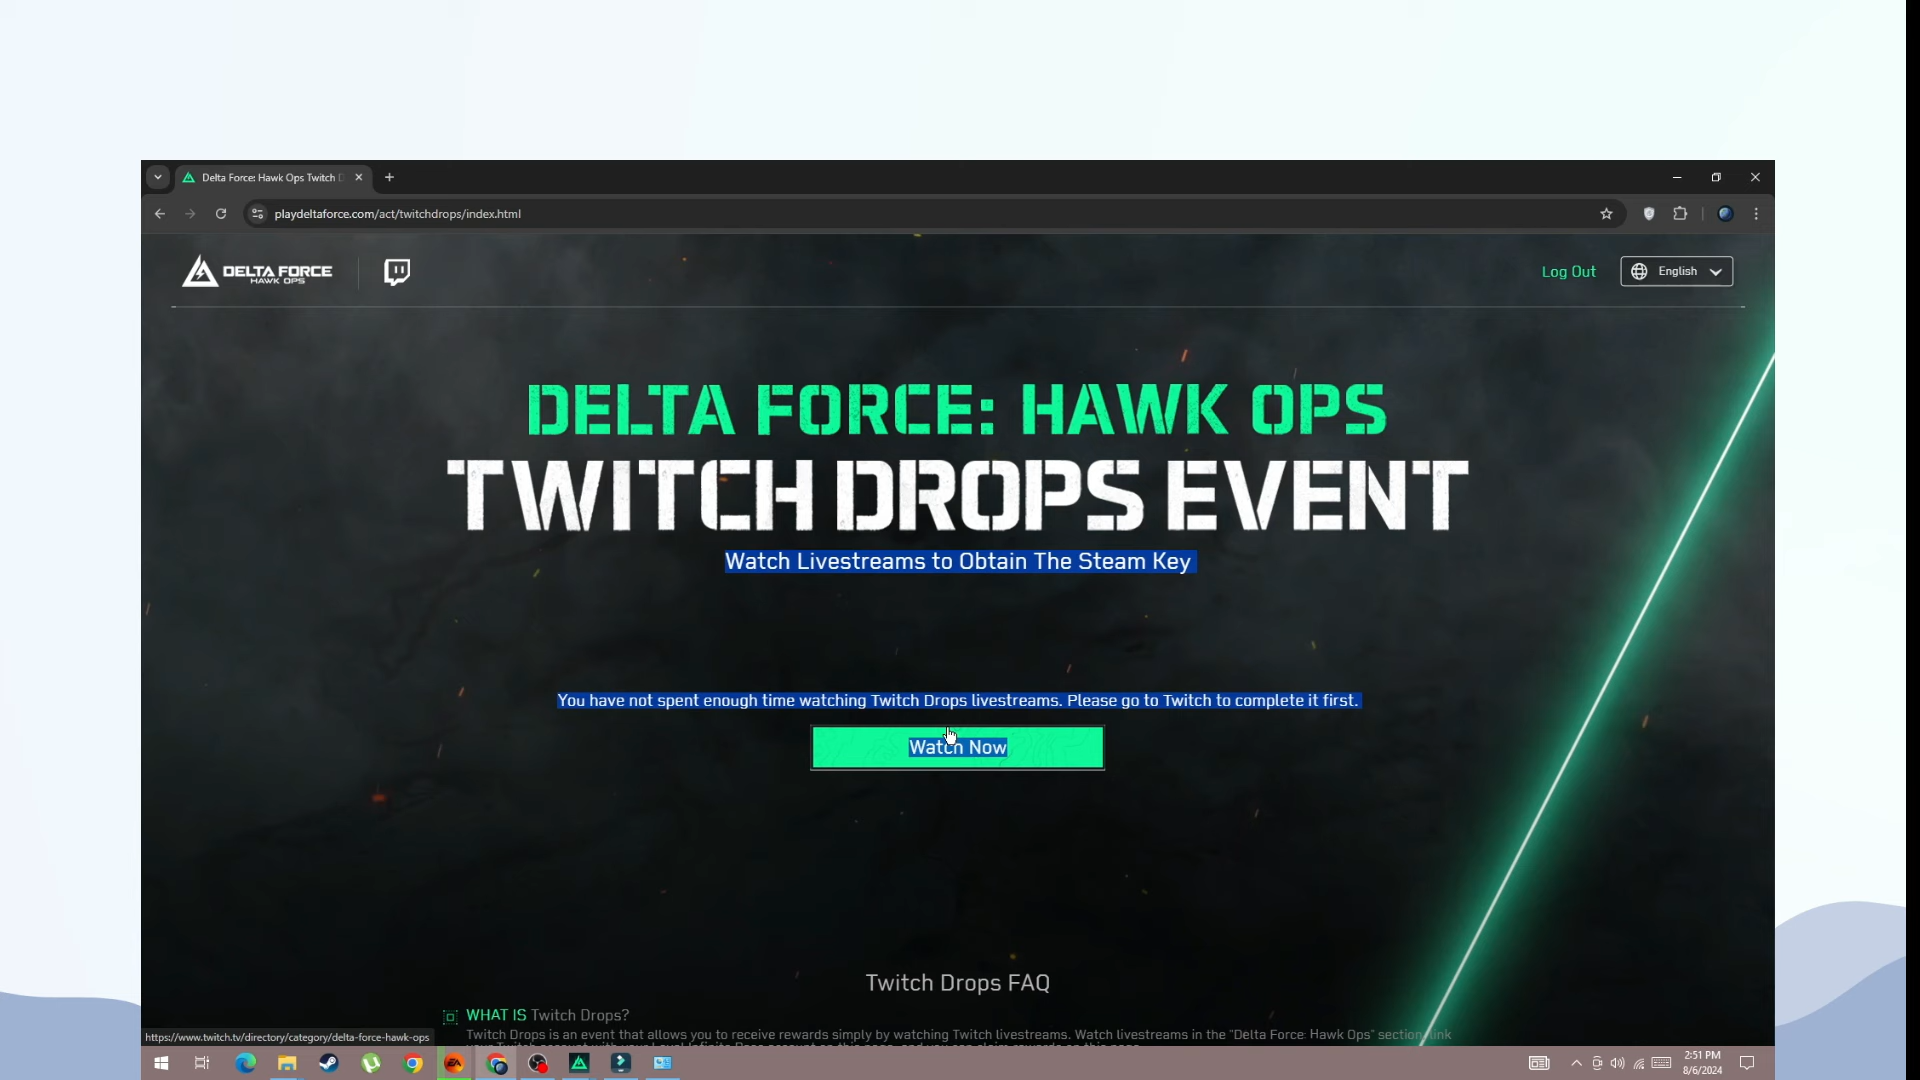 Delta Force: Hawk Ops Twitch D
playdeltaforce.com/act/twitchdrops/index.html
DELTA FORCE
HAWK OPS
Log Out
English
DELTA FORCE: HAWK OPS
TWITCH DROPS EVENT
Watch Livestreams to Obtain The Steam Key
You have not spent enough time watching Twitch Drops livestreams. Please go to Twitch to complete it first.
Watch Now
Twitch Drops FAQ
WHAT IS Twitch Drops?
Twitch Drops is an event that allows you to receive rewards simply by watching Twitch livestreams. Watch livestreams in the "Delta Force: Hawk Ops" section, link
https://www.twitch.tv/directory/category/delta-force-hawk-ops
EA
2:51 PM
8/6/2024